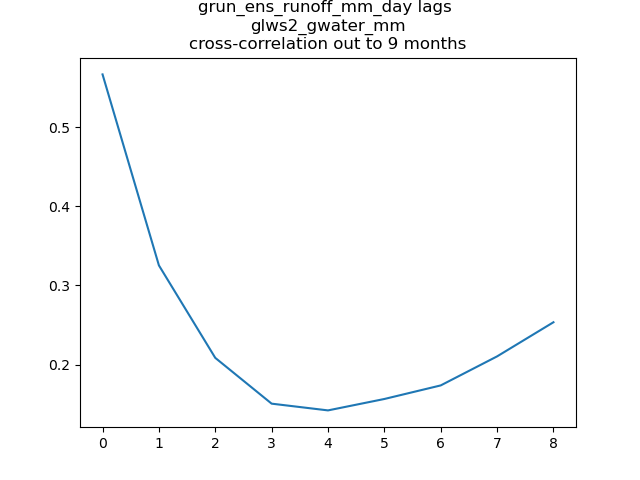 grun_ens_runoff_mm_day lags
glws2_gwater_mm
cross-correlation out to 9 months
0.5
0.4
0.3
0.2
0 1 2 3 4 5 6 7 8